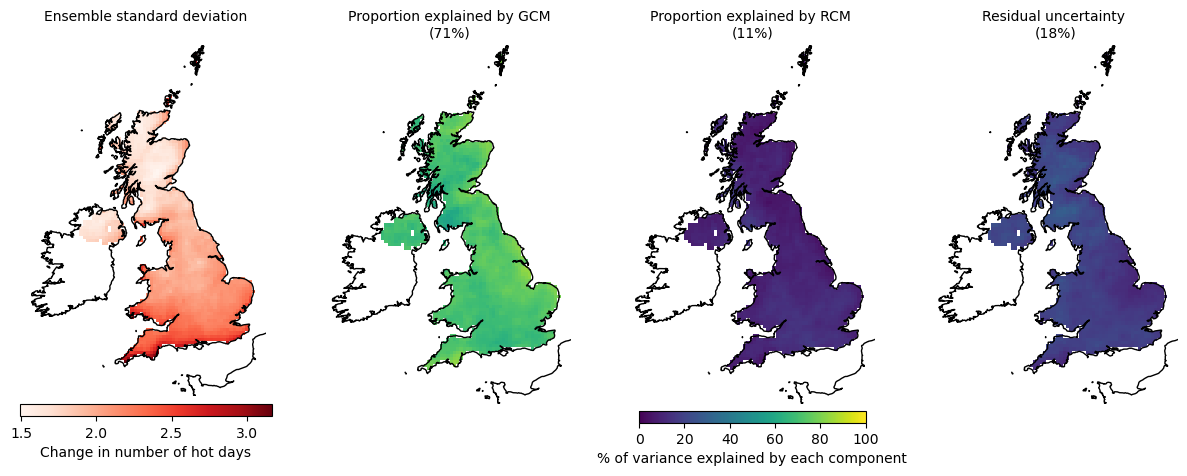 Ensemble standard deviation
Proportion explained by GCM
(71%)
Proportion explained by RCM
(11%)
Residual uncertainty
(18%)
1.5 2.0 2.5 3.0
Change in number of hot days
0 20 40 60 80 100
% of variance explained by each component